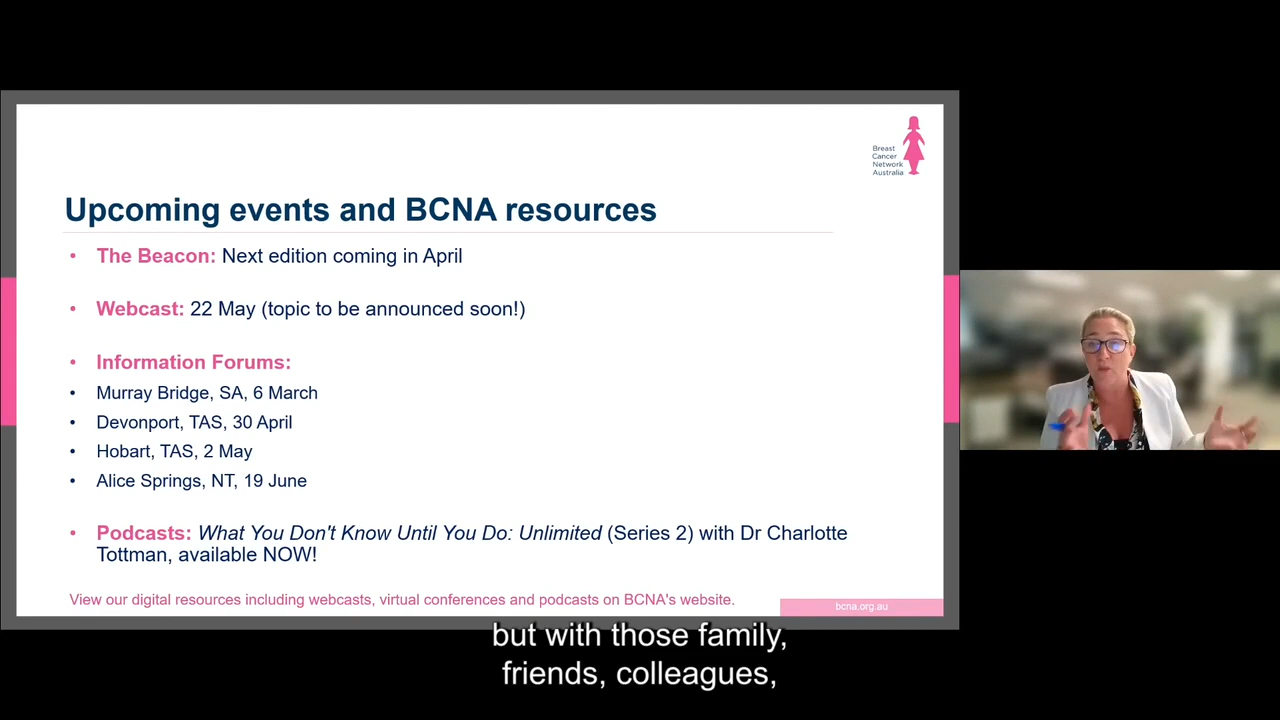 Breast
Cancer
Network
Australia
Upcoming events and BCNA resources
• The Beacon: Next edition coming in April
• Webcast: 22 May (topic to be announced soon!)
• Information Forums:
• Murray Bridge, SA, 6 March
• Devonport, TAS, 30 April
• Hobart, TAS, 2 May
• Alice Springs, NT, 19 June
• Podcasts: What You Don't Know Until You Do: Unlimited (Series 2) with Dr Charlotte
Tottman, available NOW!
View our digital resources including webcasts, virtual conferences and podcasts on BCNA's website.
bcna.org.au
but with those family,
friends, colleagues,